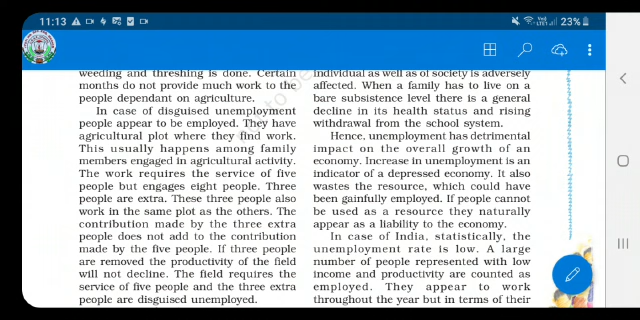 11:13
23%
weeding and threshing is done. Certain
months do not provide much work to the
people dependant on agriculture.
In case of disguised unemployment
people appear to be employed. They have
agricultural plot where they find work.
This usually happens among family
members engaged in agricultural activity.
The work requires the service of five
people but engages eight people. Three
people are extra. These three people also
work in the same plot as the others. The
contribution made by the three extra
people does not add to the contribution
made by the five people. If three people
are removed the productivity of the field
will not decline. The field requires the
service of five people and the three extra
people are disguised unemployed.
individual as well as of society is adversely
affected. When a family has to live on a
bare subsistence level there is a general
decline in its health status and rising
withdrawal from the school system.
Hence, unemployment has detrimental
impact on the overall growth of an
economy. Increase in unemployment is an
indicator of a depressed economy. It also
wastes the resource, which could have
been gainfully employed. If people cannot
be used as a resource they naturally
appear as a liability to the economy.
In case of India, statistically, the
unemployment rate is low. A large
number of people represented with low
income and productivity are counted as
employed. They appear to work
throughout the year but in terms of their